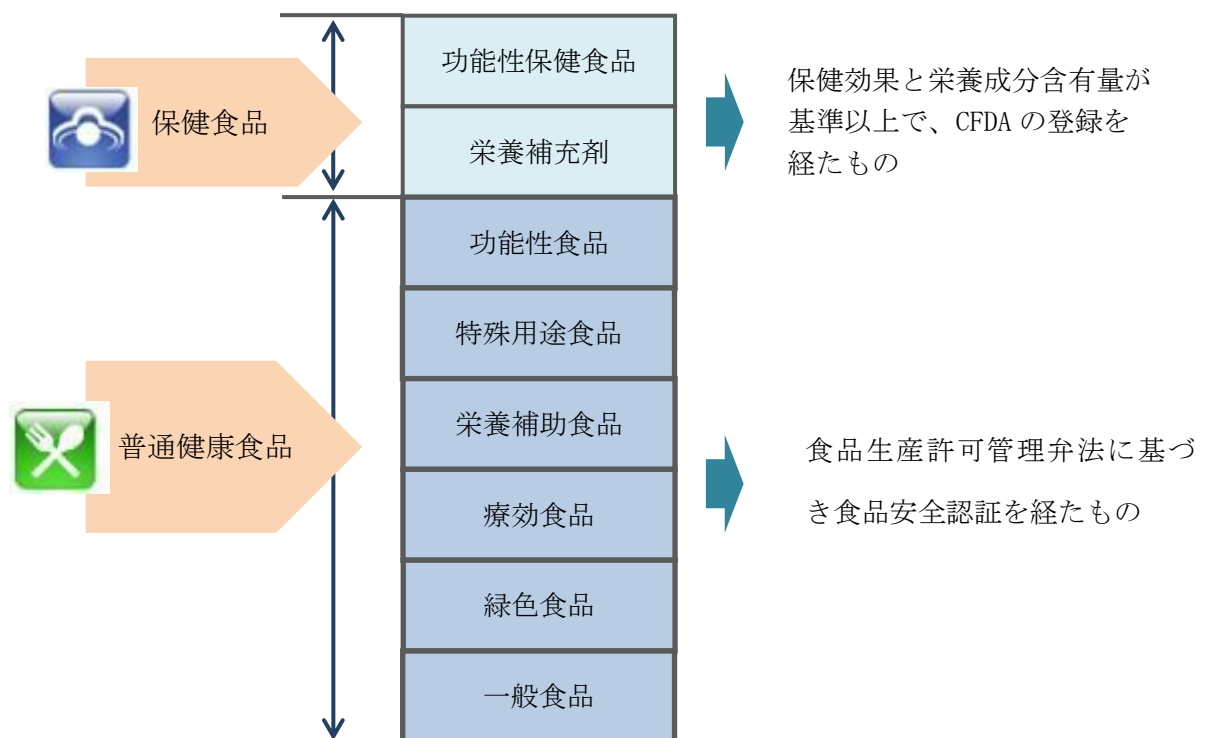 保健食品
功能性保健食品
栄養補充剤
保健効果と栄養成分含有量が
基準以上で、CFDA の登録を
経たもの
普通健康食品
功能性食品
特殊用途食品
栄養補助食品
療効食品
緑色食品
一般食品
食品生産許可管理弁法に基づ
き食品安全認証を経たもの